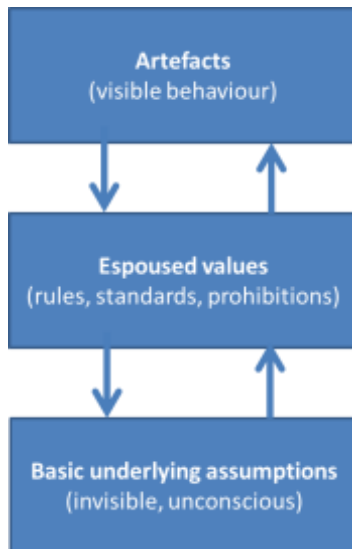 Artefacts
(visible behaviour)
Espoused values
(rules, standards, prohibitions)
Basic underlying assumptions
(invisible, unconscious)